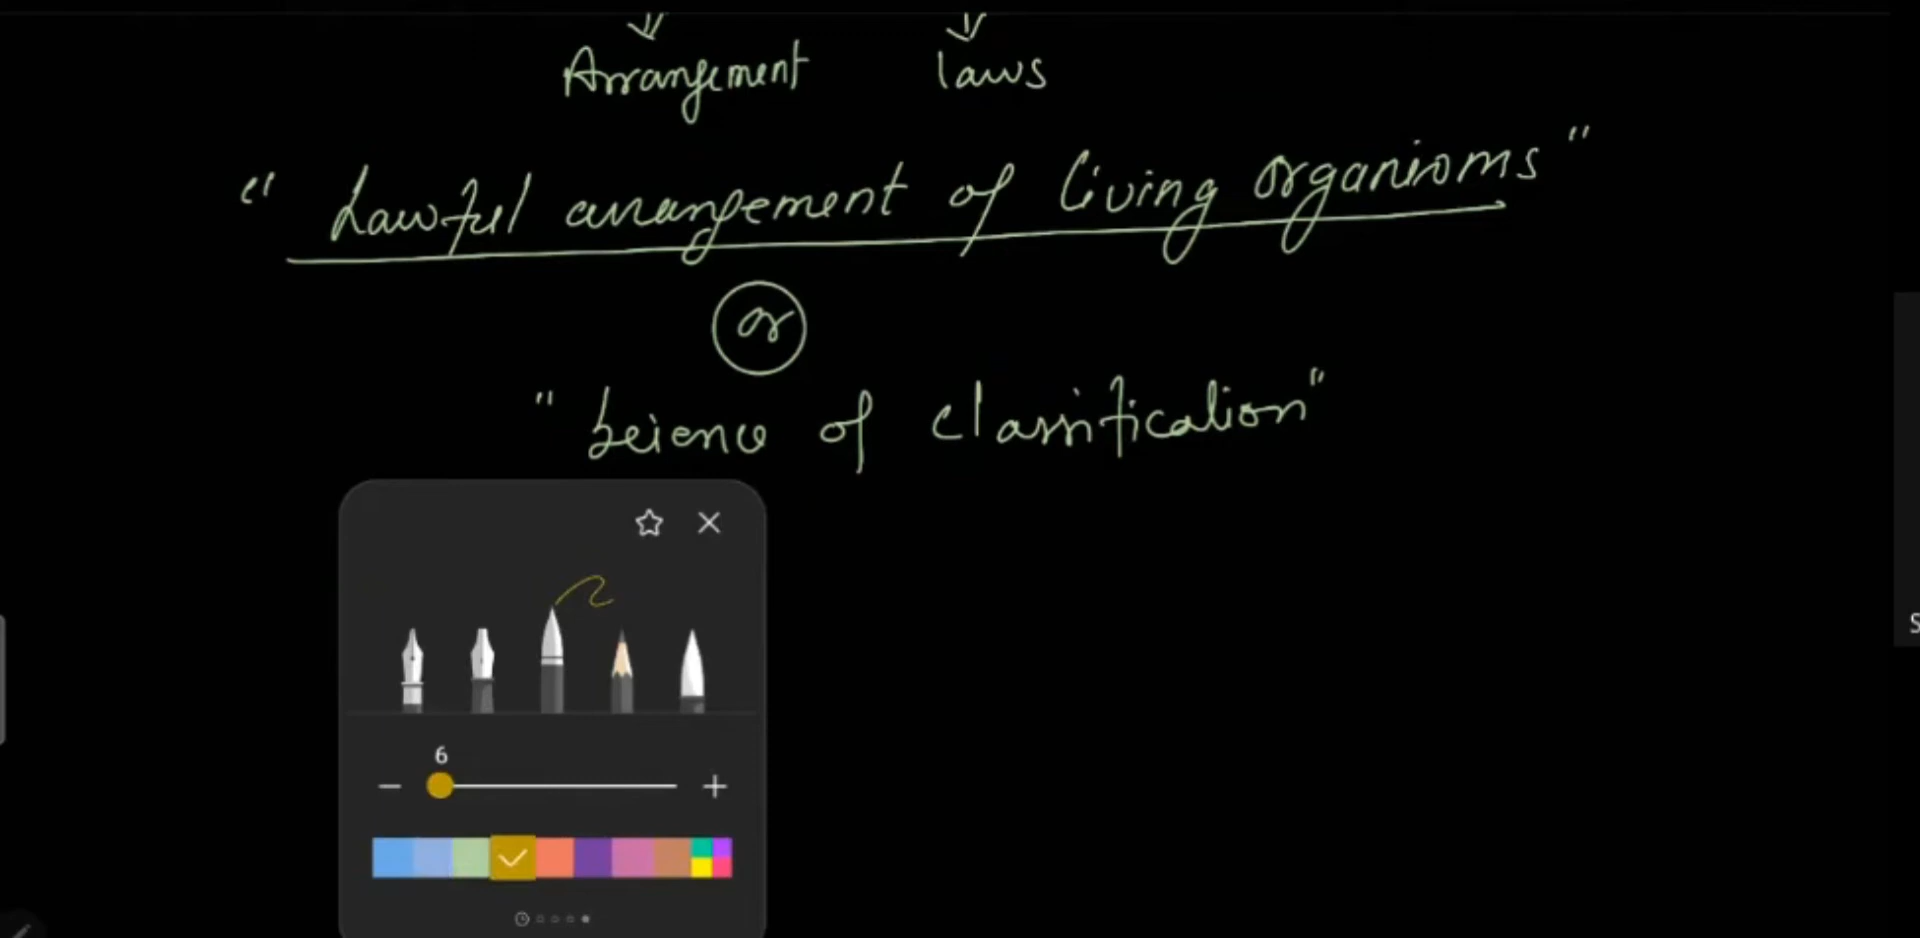 Arrangement laws
" Lawful arrangement of living organisms "
or
" Science of classification "
6
S